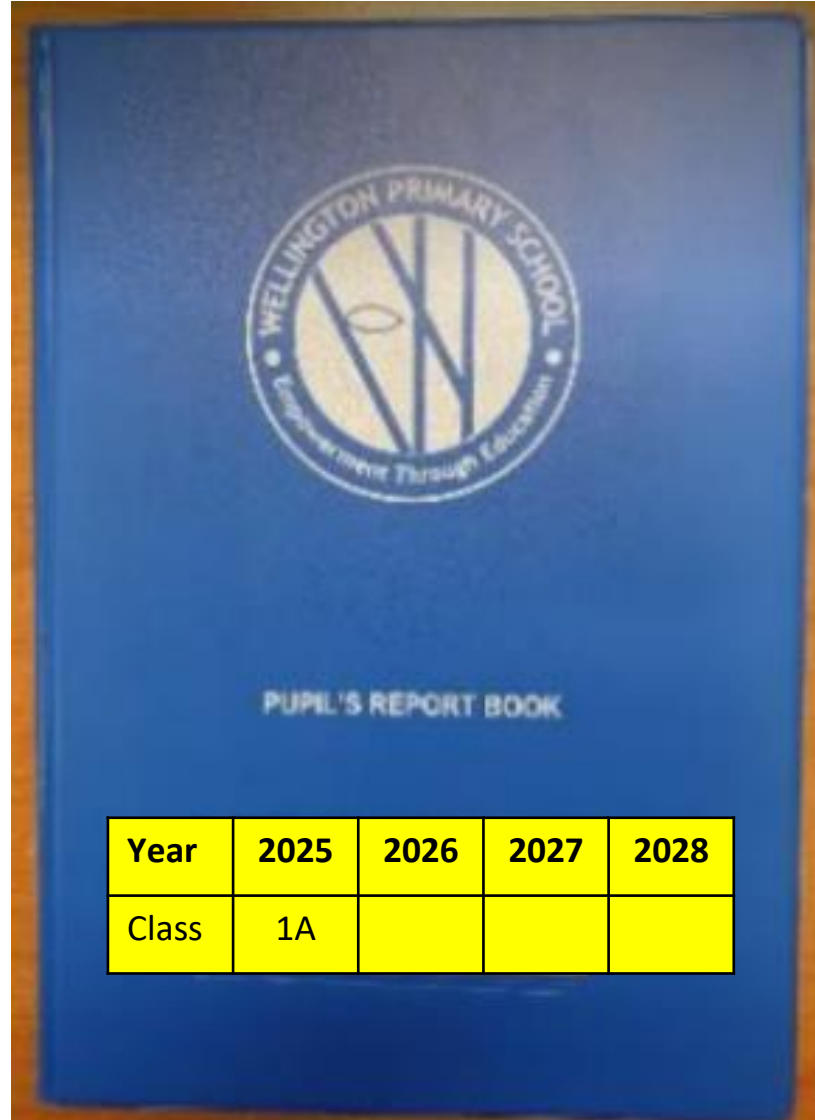 WELLINGTON PRIMARY SCHOOL
Empowerment Through Education
PUPIL'S REPORT BOOK
Year 2025 2026 2027 2028
Class 1A